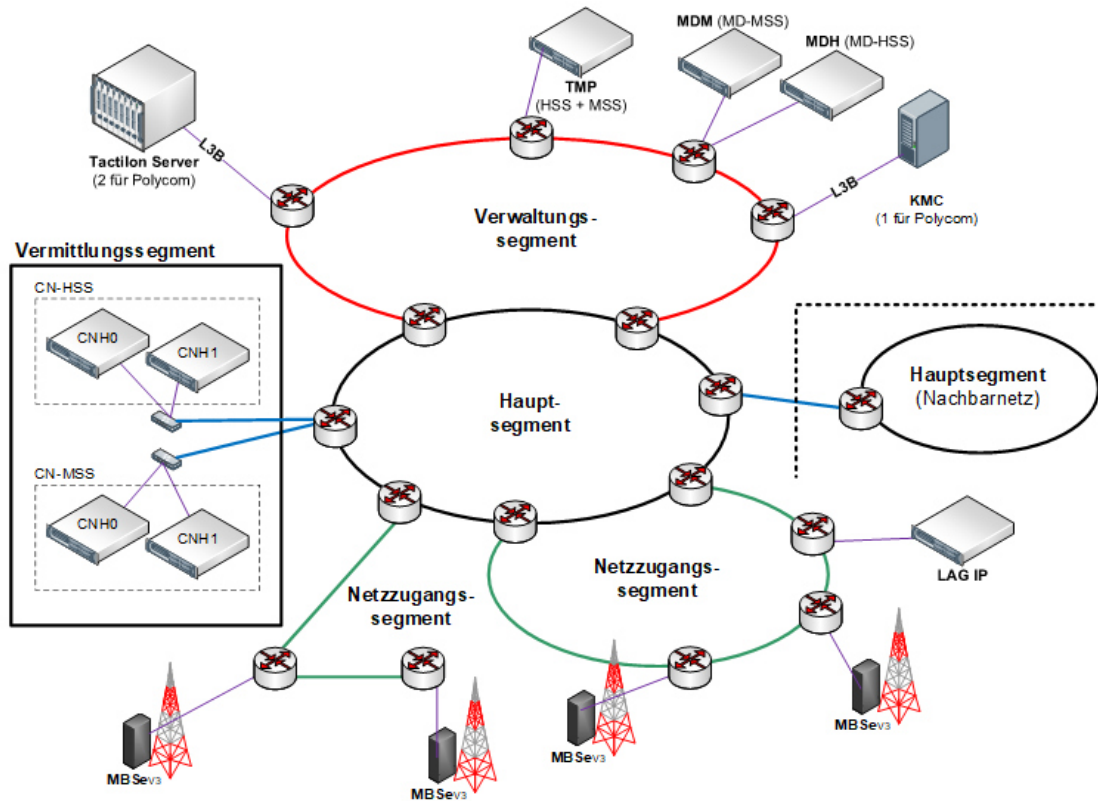 MDM (MD-MSS)
MDH (MD-HSS)
TMP
(HSS + MSS)
L3B
Tactilon Server
(2 für Polycom)
L3B
KMC
(1 für Polycom)
Verwaltungs-
segment
Vermittlungssegment
CN-HSS
CNH0
CNH1
CN-MSS
CNH0
CNH1
Haupt-
segment
Hauptsegment
(Nachbarnetz)
Netzzugangs-
segment
Netzzugangs-
segment
LAG IP
MBSeV3
MBSeV3
MBSeV3
MBSeV3